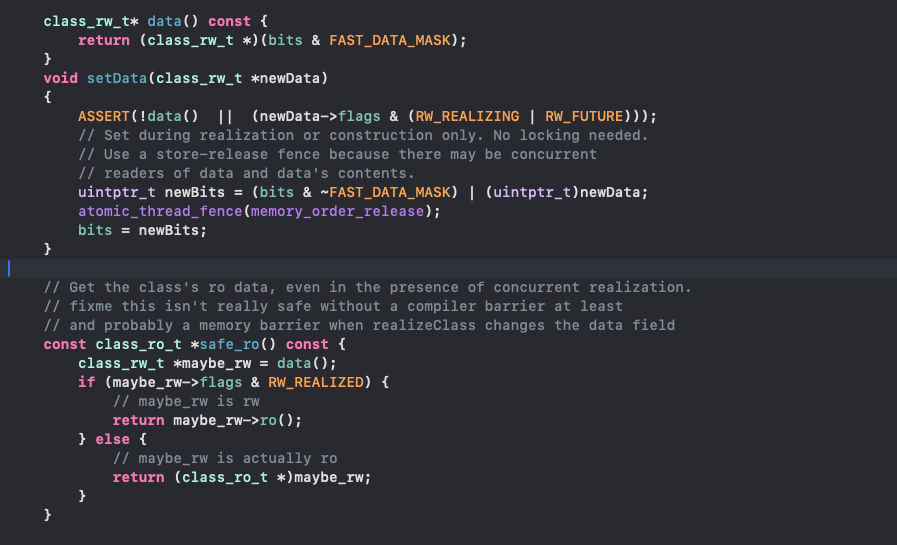 class_rw_t* data() const {
    return (class_rw_t *)(bits & FAST_DATA_MASK);
}
void setData(class_rw_t *newData)
{
    ASSERT(!data()  ||  (newData->flags & (RW_REALIZING | RW_FUTURE)));
    // Set during realization or construction only. No locking needed.
    // Use a store-release fence because there may be concurrent
    // readers of data and data's contents.
    uintptr_t newBits = (bits & ~FAST_DATA_MASK) | (uintptr_t)newData;
    atomic_thread_fence(memory_order_release);
    bits = newBits;
}

// Get the class's ro data, even in the presence of concurrent realization.
// fixme this isn't really safe without a compiler barrier at least
// and probably a memory barrier when realizeClass changes the data field
const class_ro_t *safe_ro() const {
    class_rw_t *maybe_rw = data();
    if (maybe_rw->flags & RW_REALIZED) {
        // maybe_rw is rw
        return maybe_rw->ro();
    } else {
        // maybe_rw is actually ro
        return (class_ro_t *)maybe_rw;
    }
}